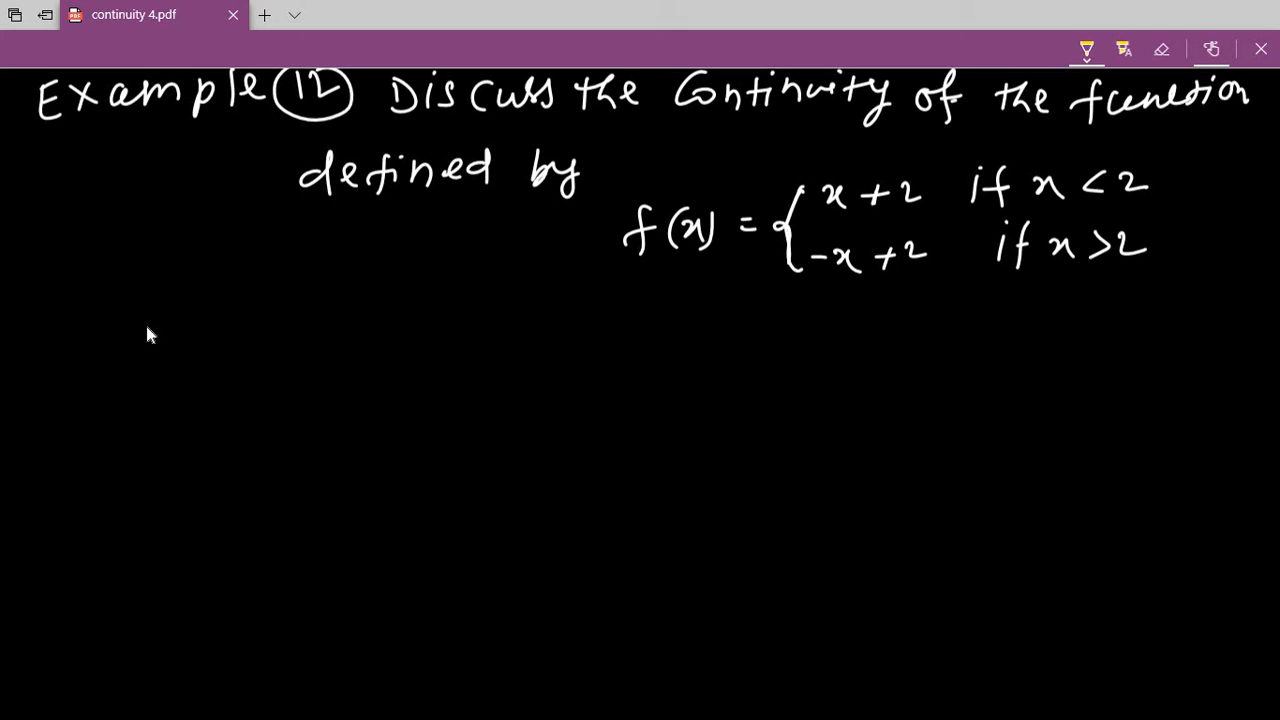 continuity 4.pdf
Example 12 Discuss the Continuity of the function
defined by
f(x) = { x+2 if x < 2
-x+2 if x > 2